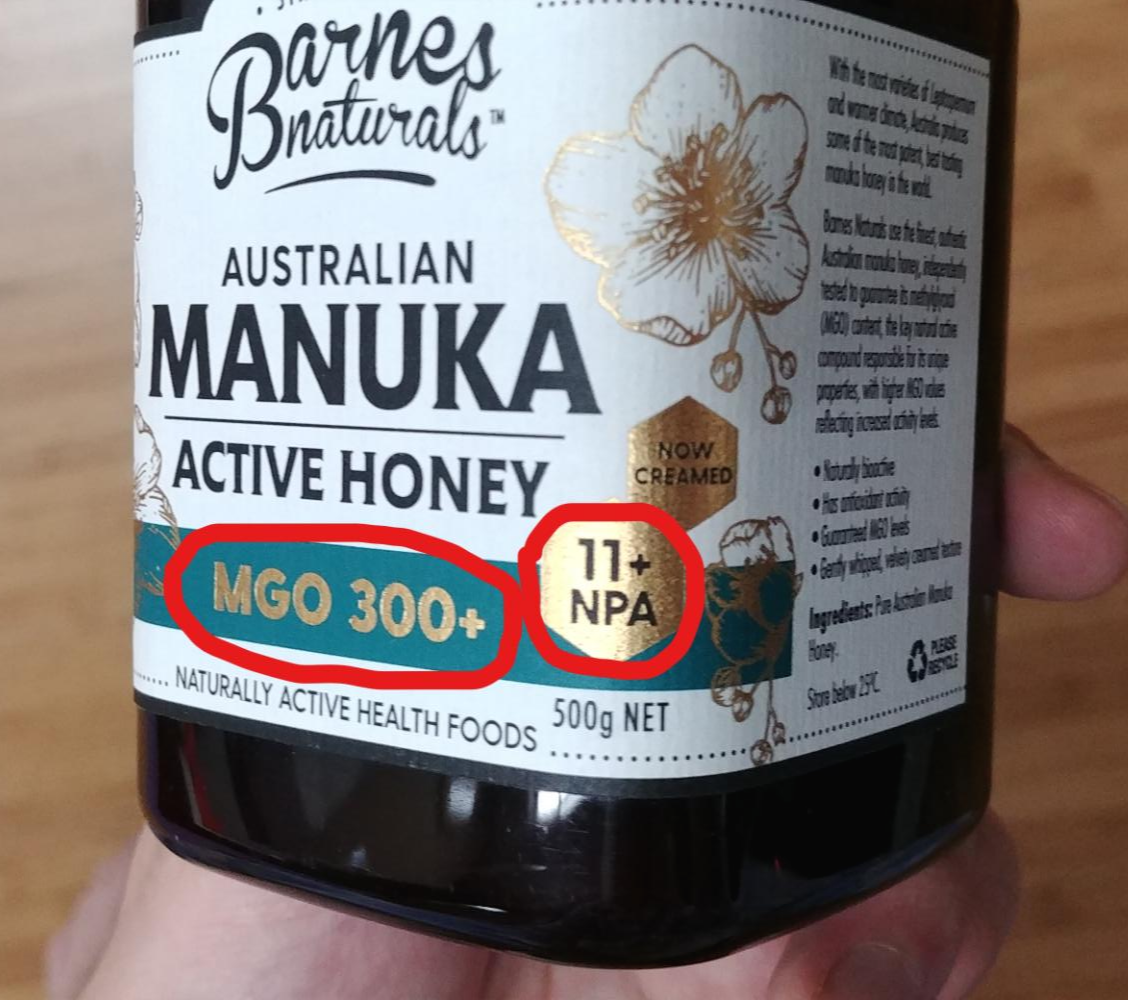 Barnes
naturals™
AUSTRALIAN
MANUKA
ACTIVE HONEY
NOW
CREAMED
MGO 300+
11+
NPA
NATURALLY ACTIVE HEALTH FOODS
500g NET
With the most varieties of Leptospermum
and warmer climate, Australia produces
some of the most potent, best tasting
manuka honey in the world.
Barnes Naturals use the finest, authentic
Australian manuka honey, independently
tested to guarantee its methylglyoxal
(MGO) content, the key natural active
compound responsible for its unique
properties, with higher MGO values
reflecting increased activity levels.
• Naturally bioactive
• Has antioxidant activity
• Guaranteed MGO levels
• Gently whipped, velvety creamed texture
Ingredients: Pure Australian Manuka
Honey.
Store below 25°C.
PLEASE
RECYCLE